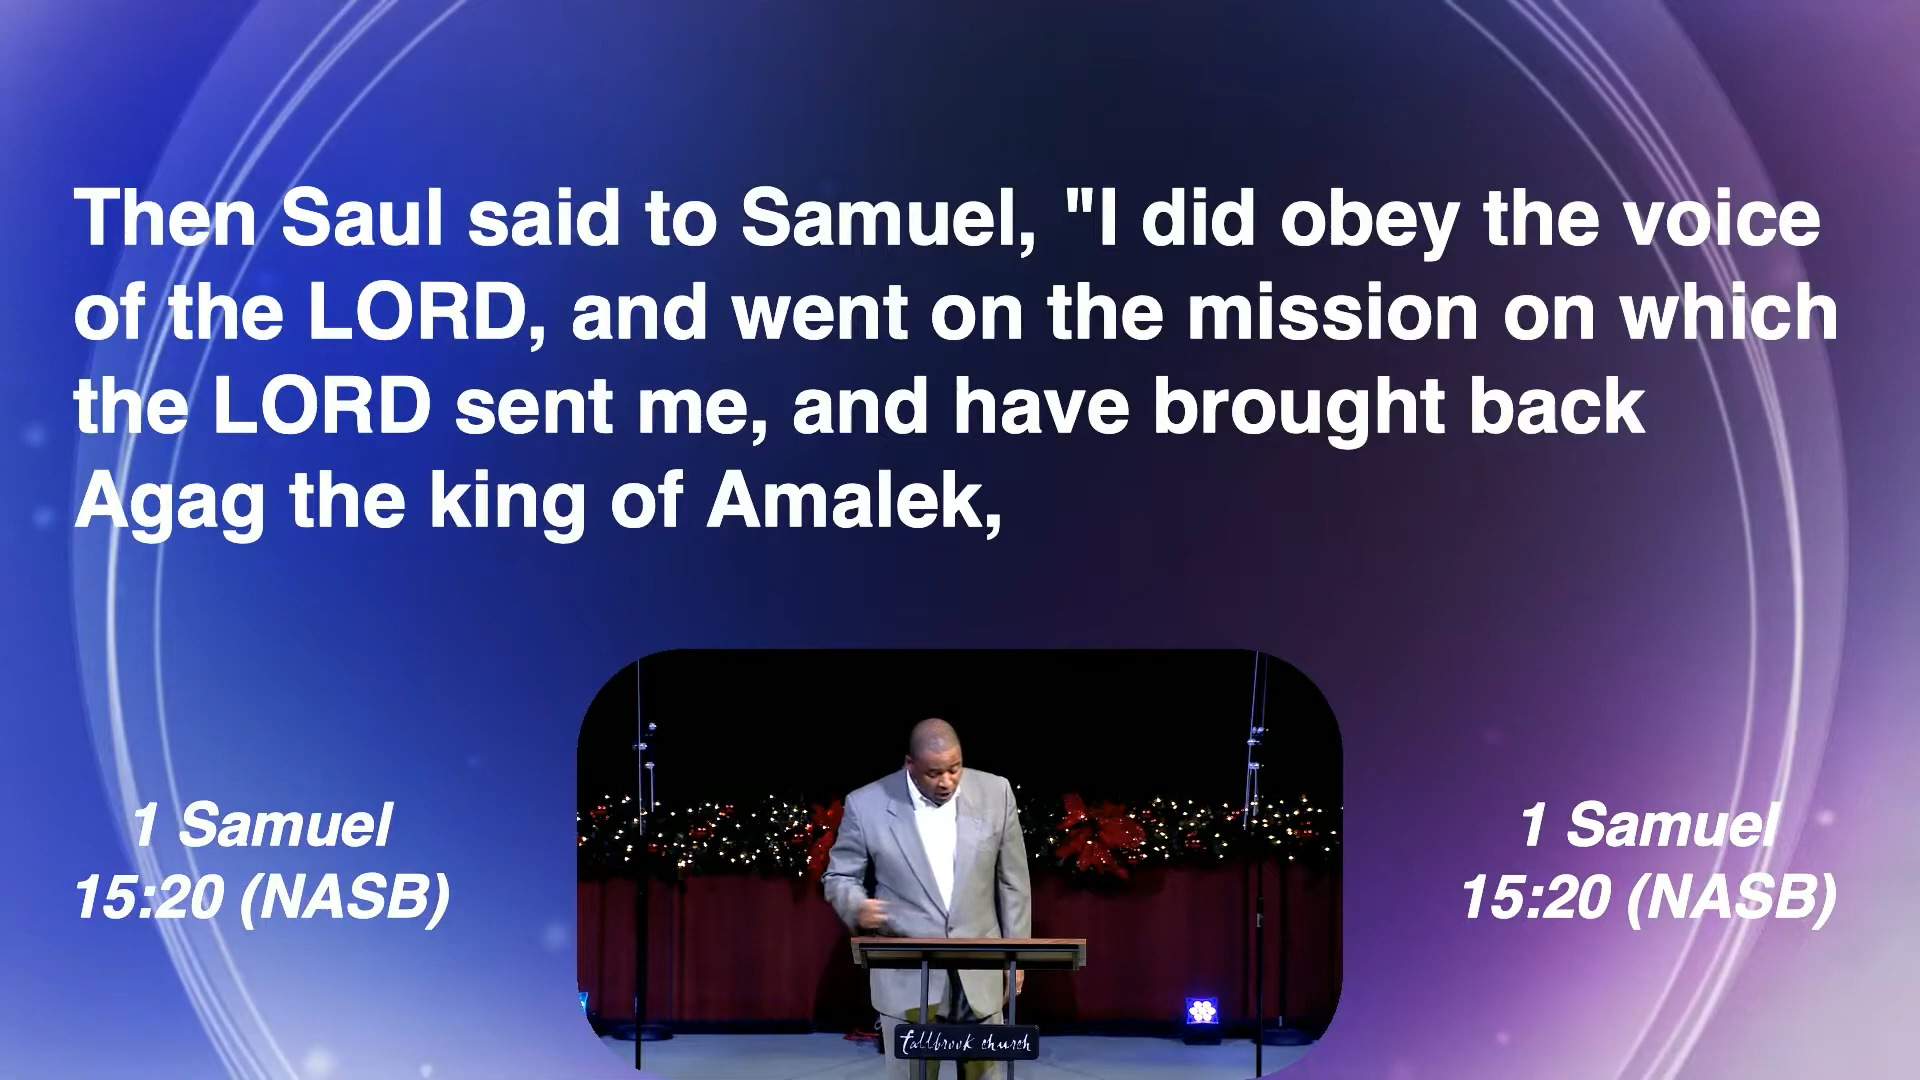 Then Saul said to Samuel, "I did obey the voice
of the LORD, and went on the mission on which
the LORD sent me, and have brought back
Agag the king of Amalek,
1 Samuel
15:20 (NASB)
1 Samuel
15:20 (NASB)
fallbrook church